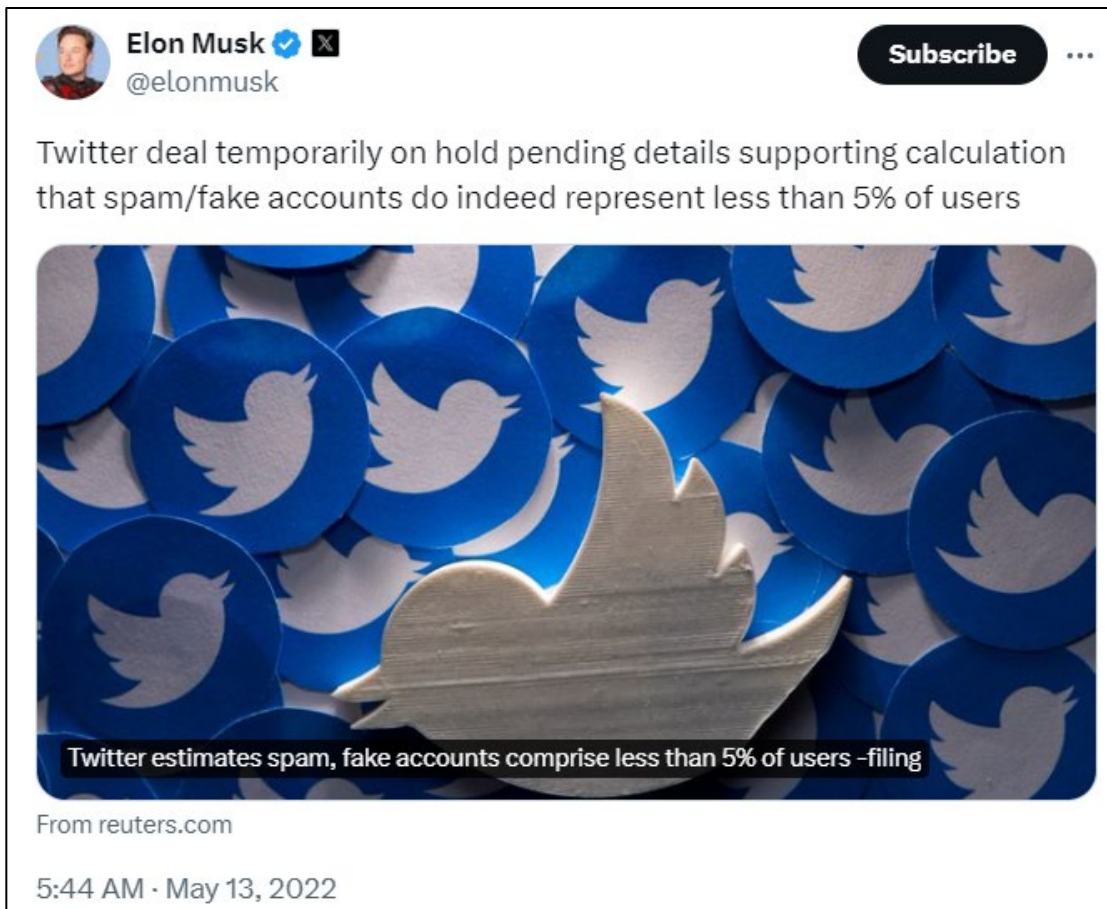 Elon Musk
@elonmusk
Subscribe
Twitter deal temporarily on hold pending details supporting calculation
that spam/fake accounts do indeed represent less than 5% of users
Twitter estimates spam, fake accounts comprise less than 5% of users -filing
From reuters.com
5:44 AM · May 13, 2022